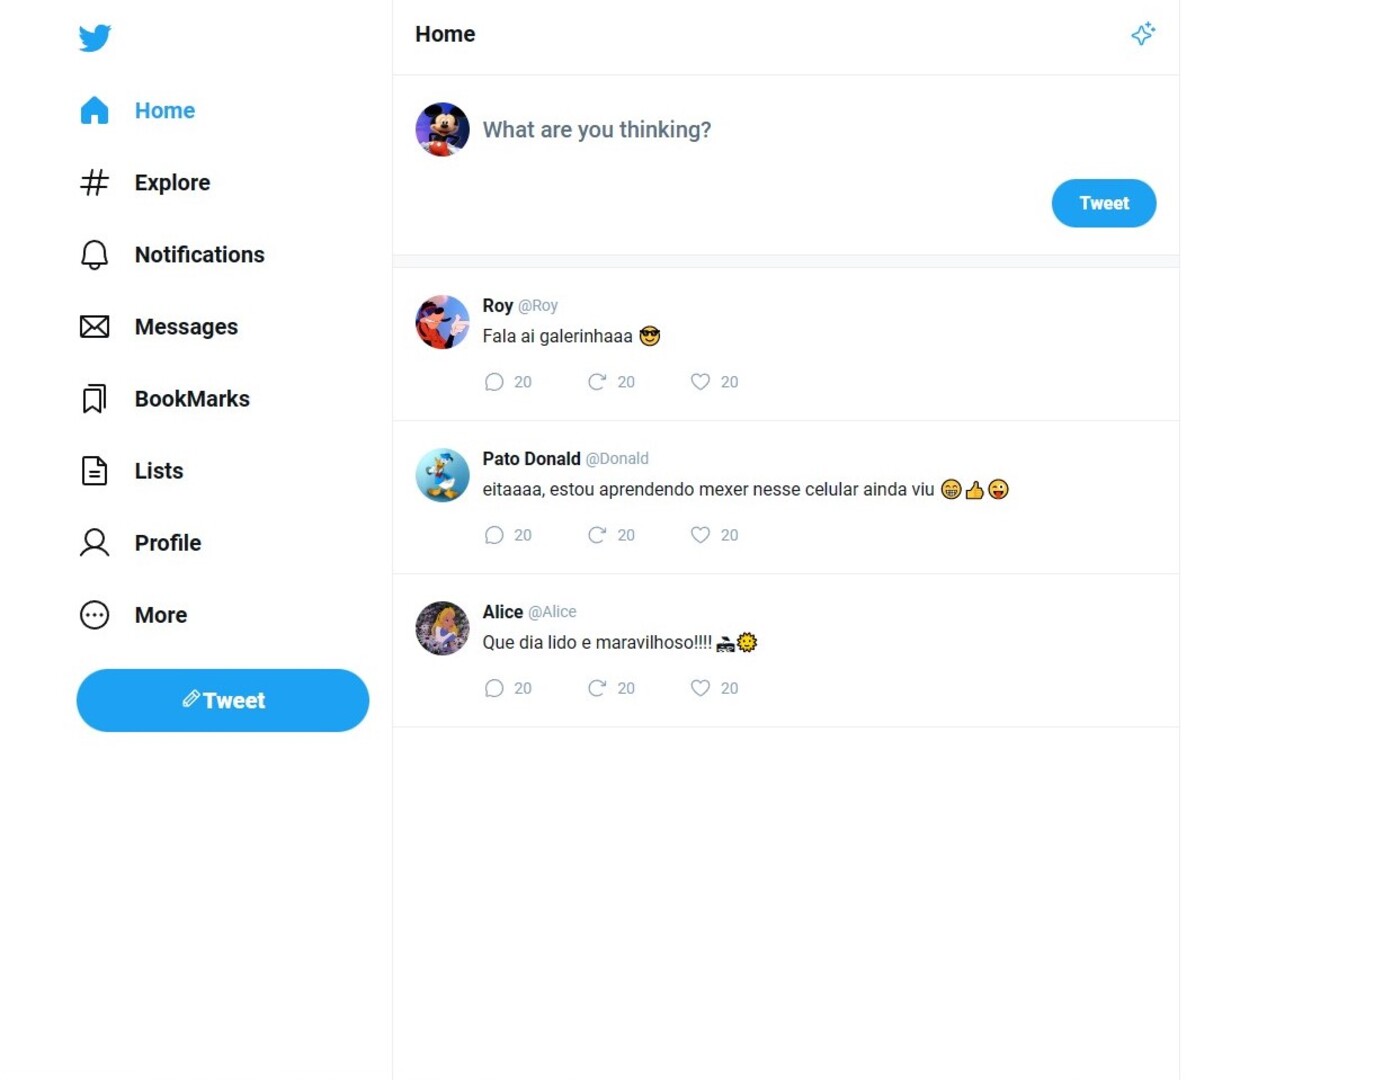 Home
Explore
Notifications
Messages
BookMarks
Lists
Profile
More
Tweet
Home
What are you thinking?
Tweet
Roy @Roy
Fala ai galerinhaaa 😎
20 20 20
Pato Donald @Donald
eitaaaa, estou aprendendo mexer nesse celular ainda viu 😁👍😜
20 20 20
Alice @Alice
Que dia lido e maravilhoso!!!! 🌞
20 20 20